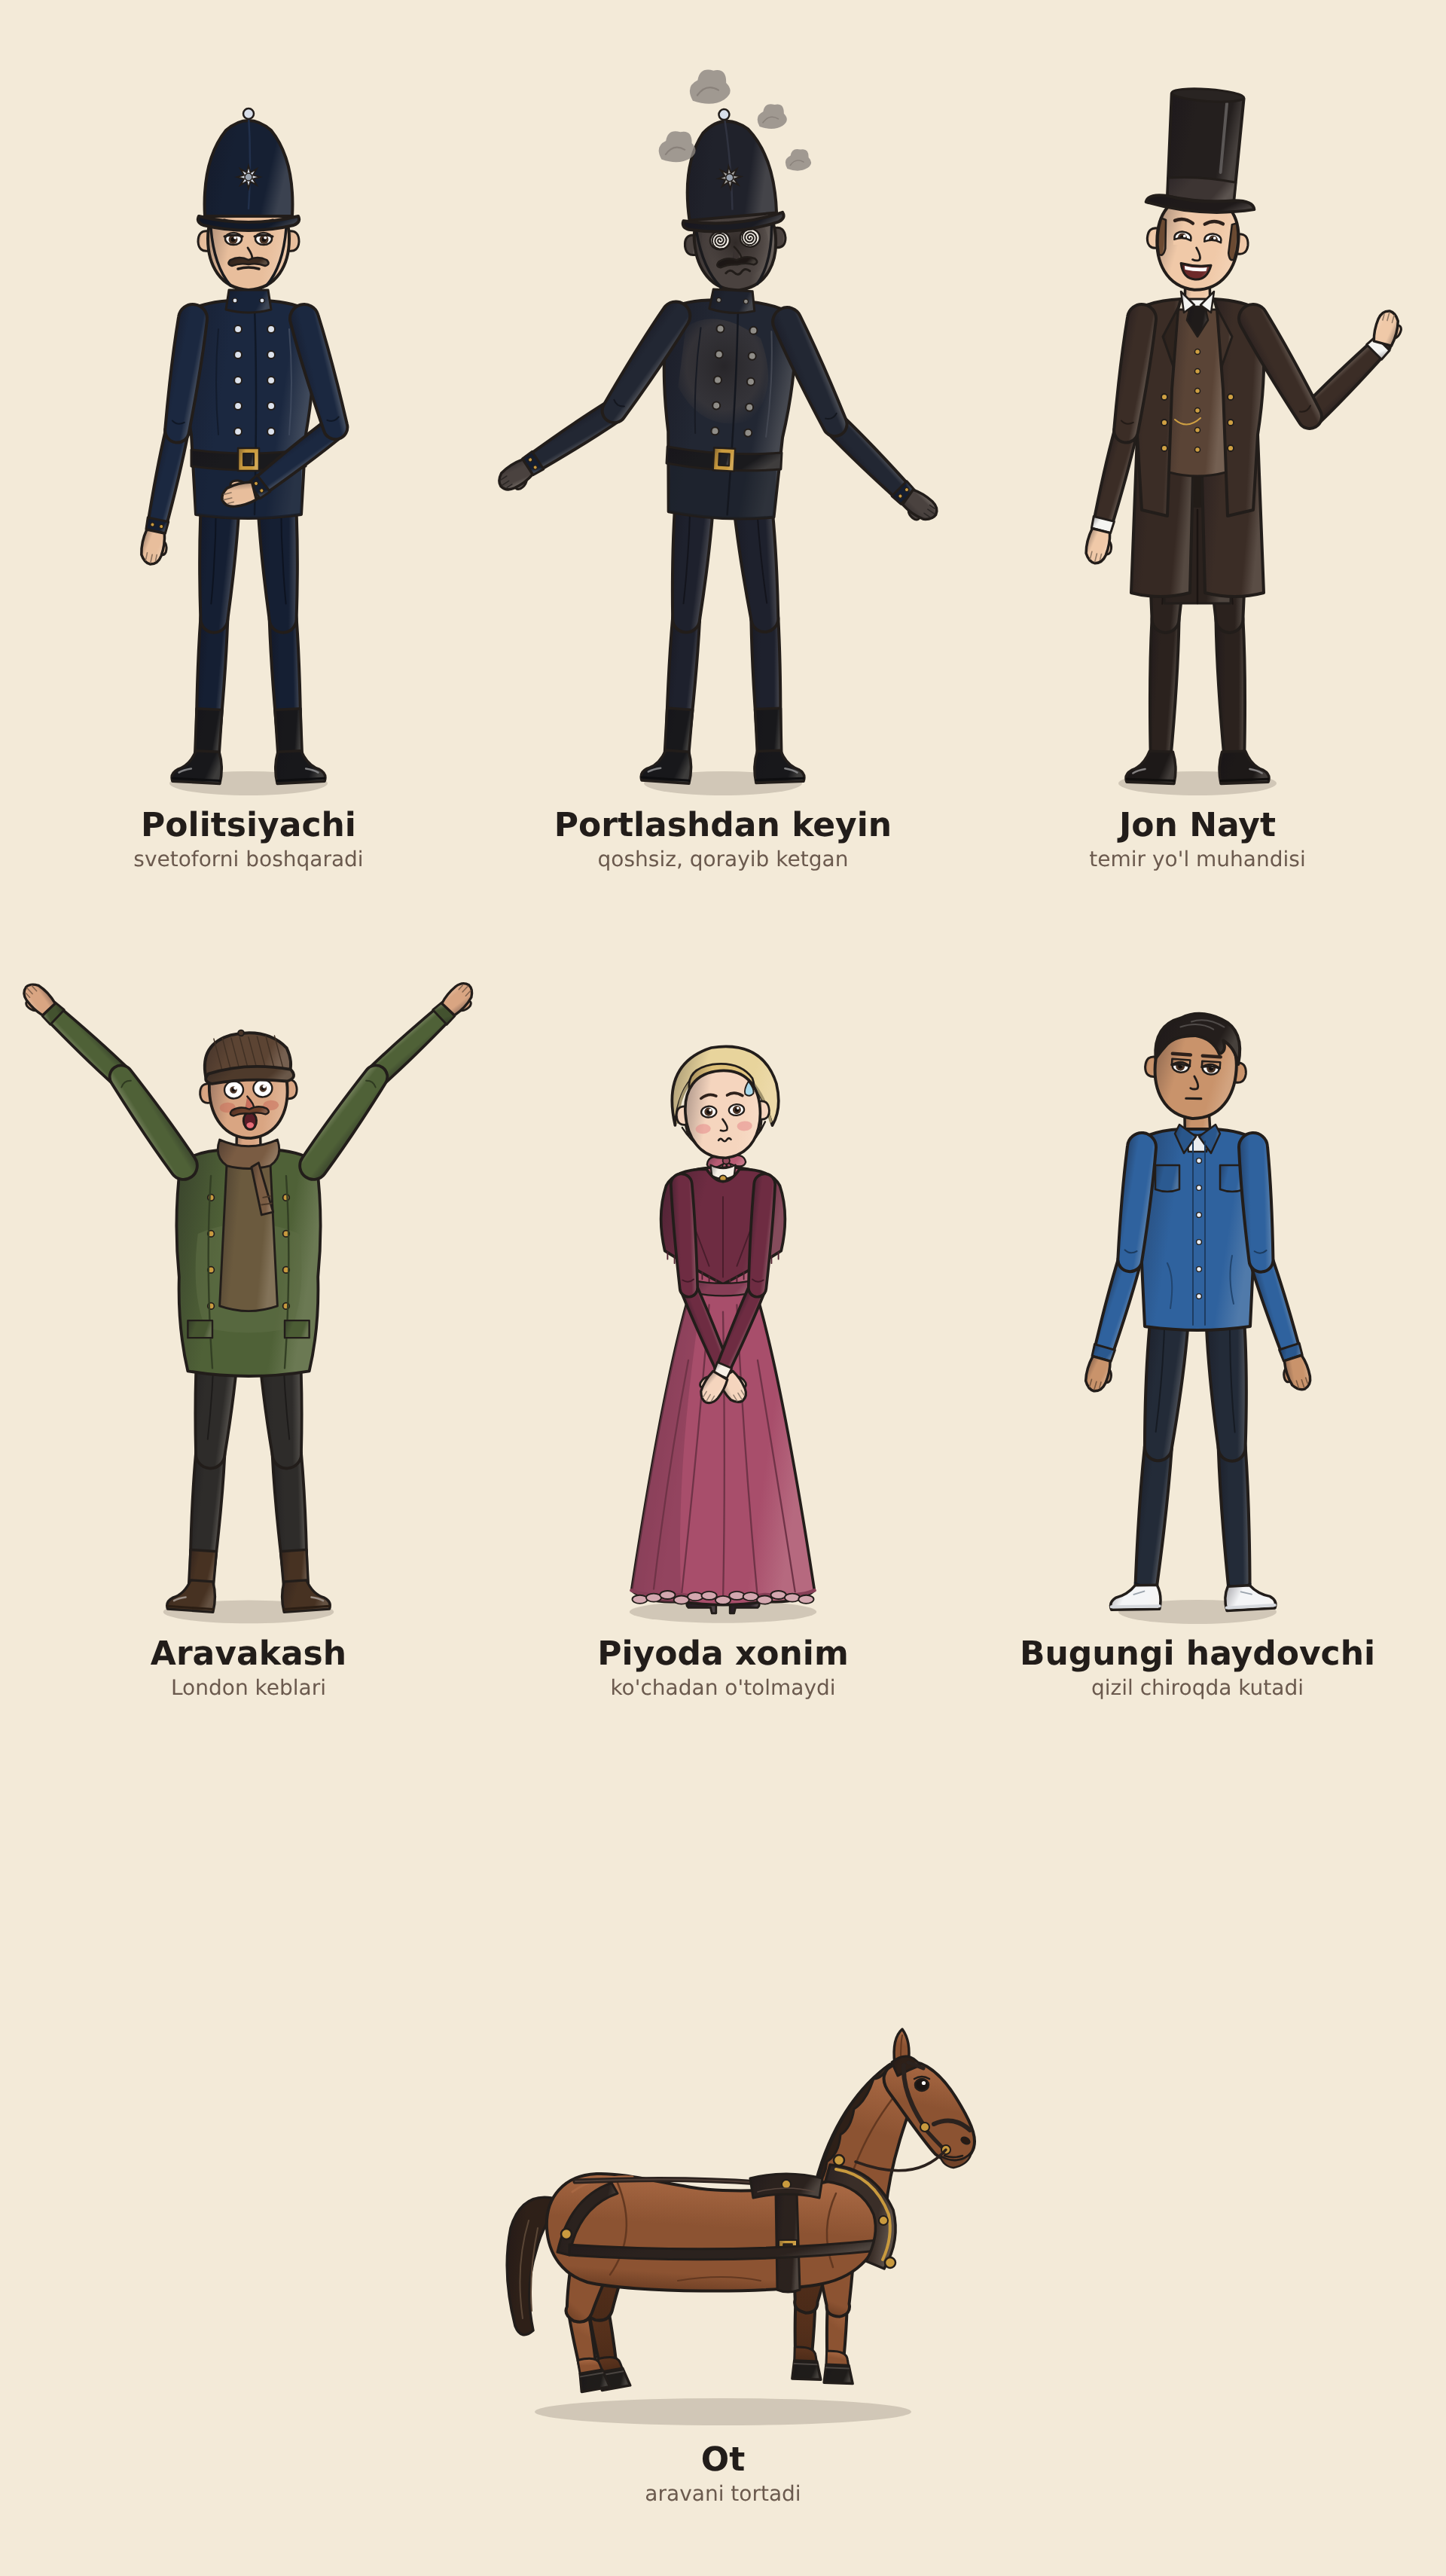 Politsiyachi
svetoforni boshqaradi
Portlashdan keyin
qoshsiz, qorayib ketgan
Jon Nayt
temir yo'l muhandisi
Aravakash
London keblari
Piyoda xonim
ko'chadan o'tolmaydi
Bugungi haydovchi
qizil chiroqda kutadi
Ot
aravani tortadi